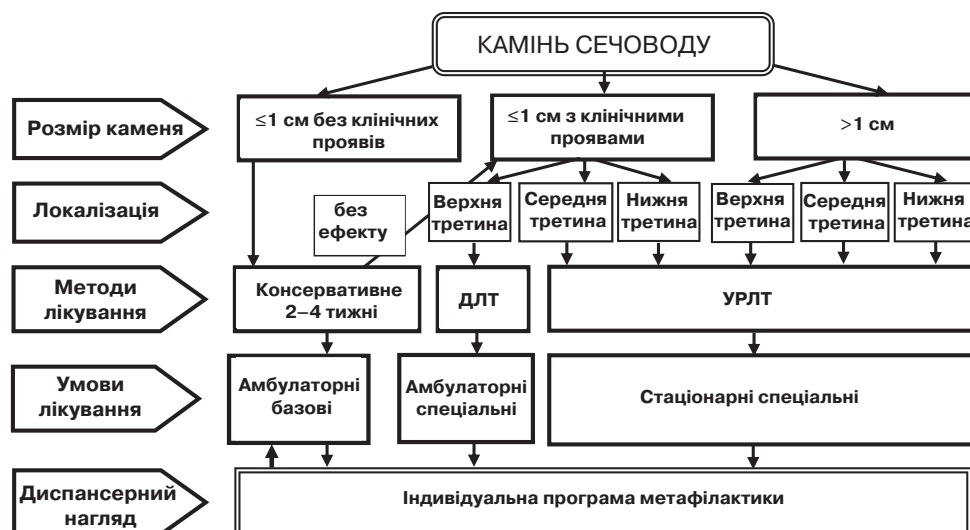 КАМІНЬ СЕЧОВОДУ
Розмір каменя
≤1 см без клінічних
проявів
≤1 см з клінічними
проявами
>1 см
Локалізація
без
ефекту
Верхня
третина
Середня
третина
Нижня
третина
Верхня
третина
Середня
третина
Нижня
третина
Методи
лікування
Консервативне
2–4 тижні
ДЛТ
УРЛТ
Умови
лікування
Амбулаторні
базові
Амбулаторні
спеціальні
Стаціонарні спеціальні
Диспансерний
нагляд
Індивідуальна програма метафілактики